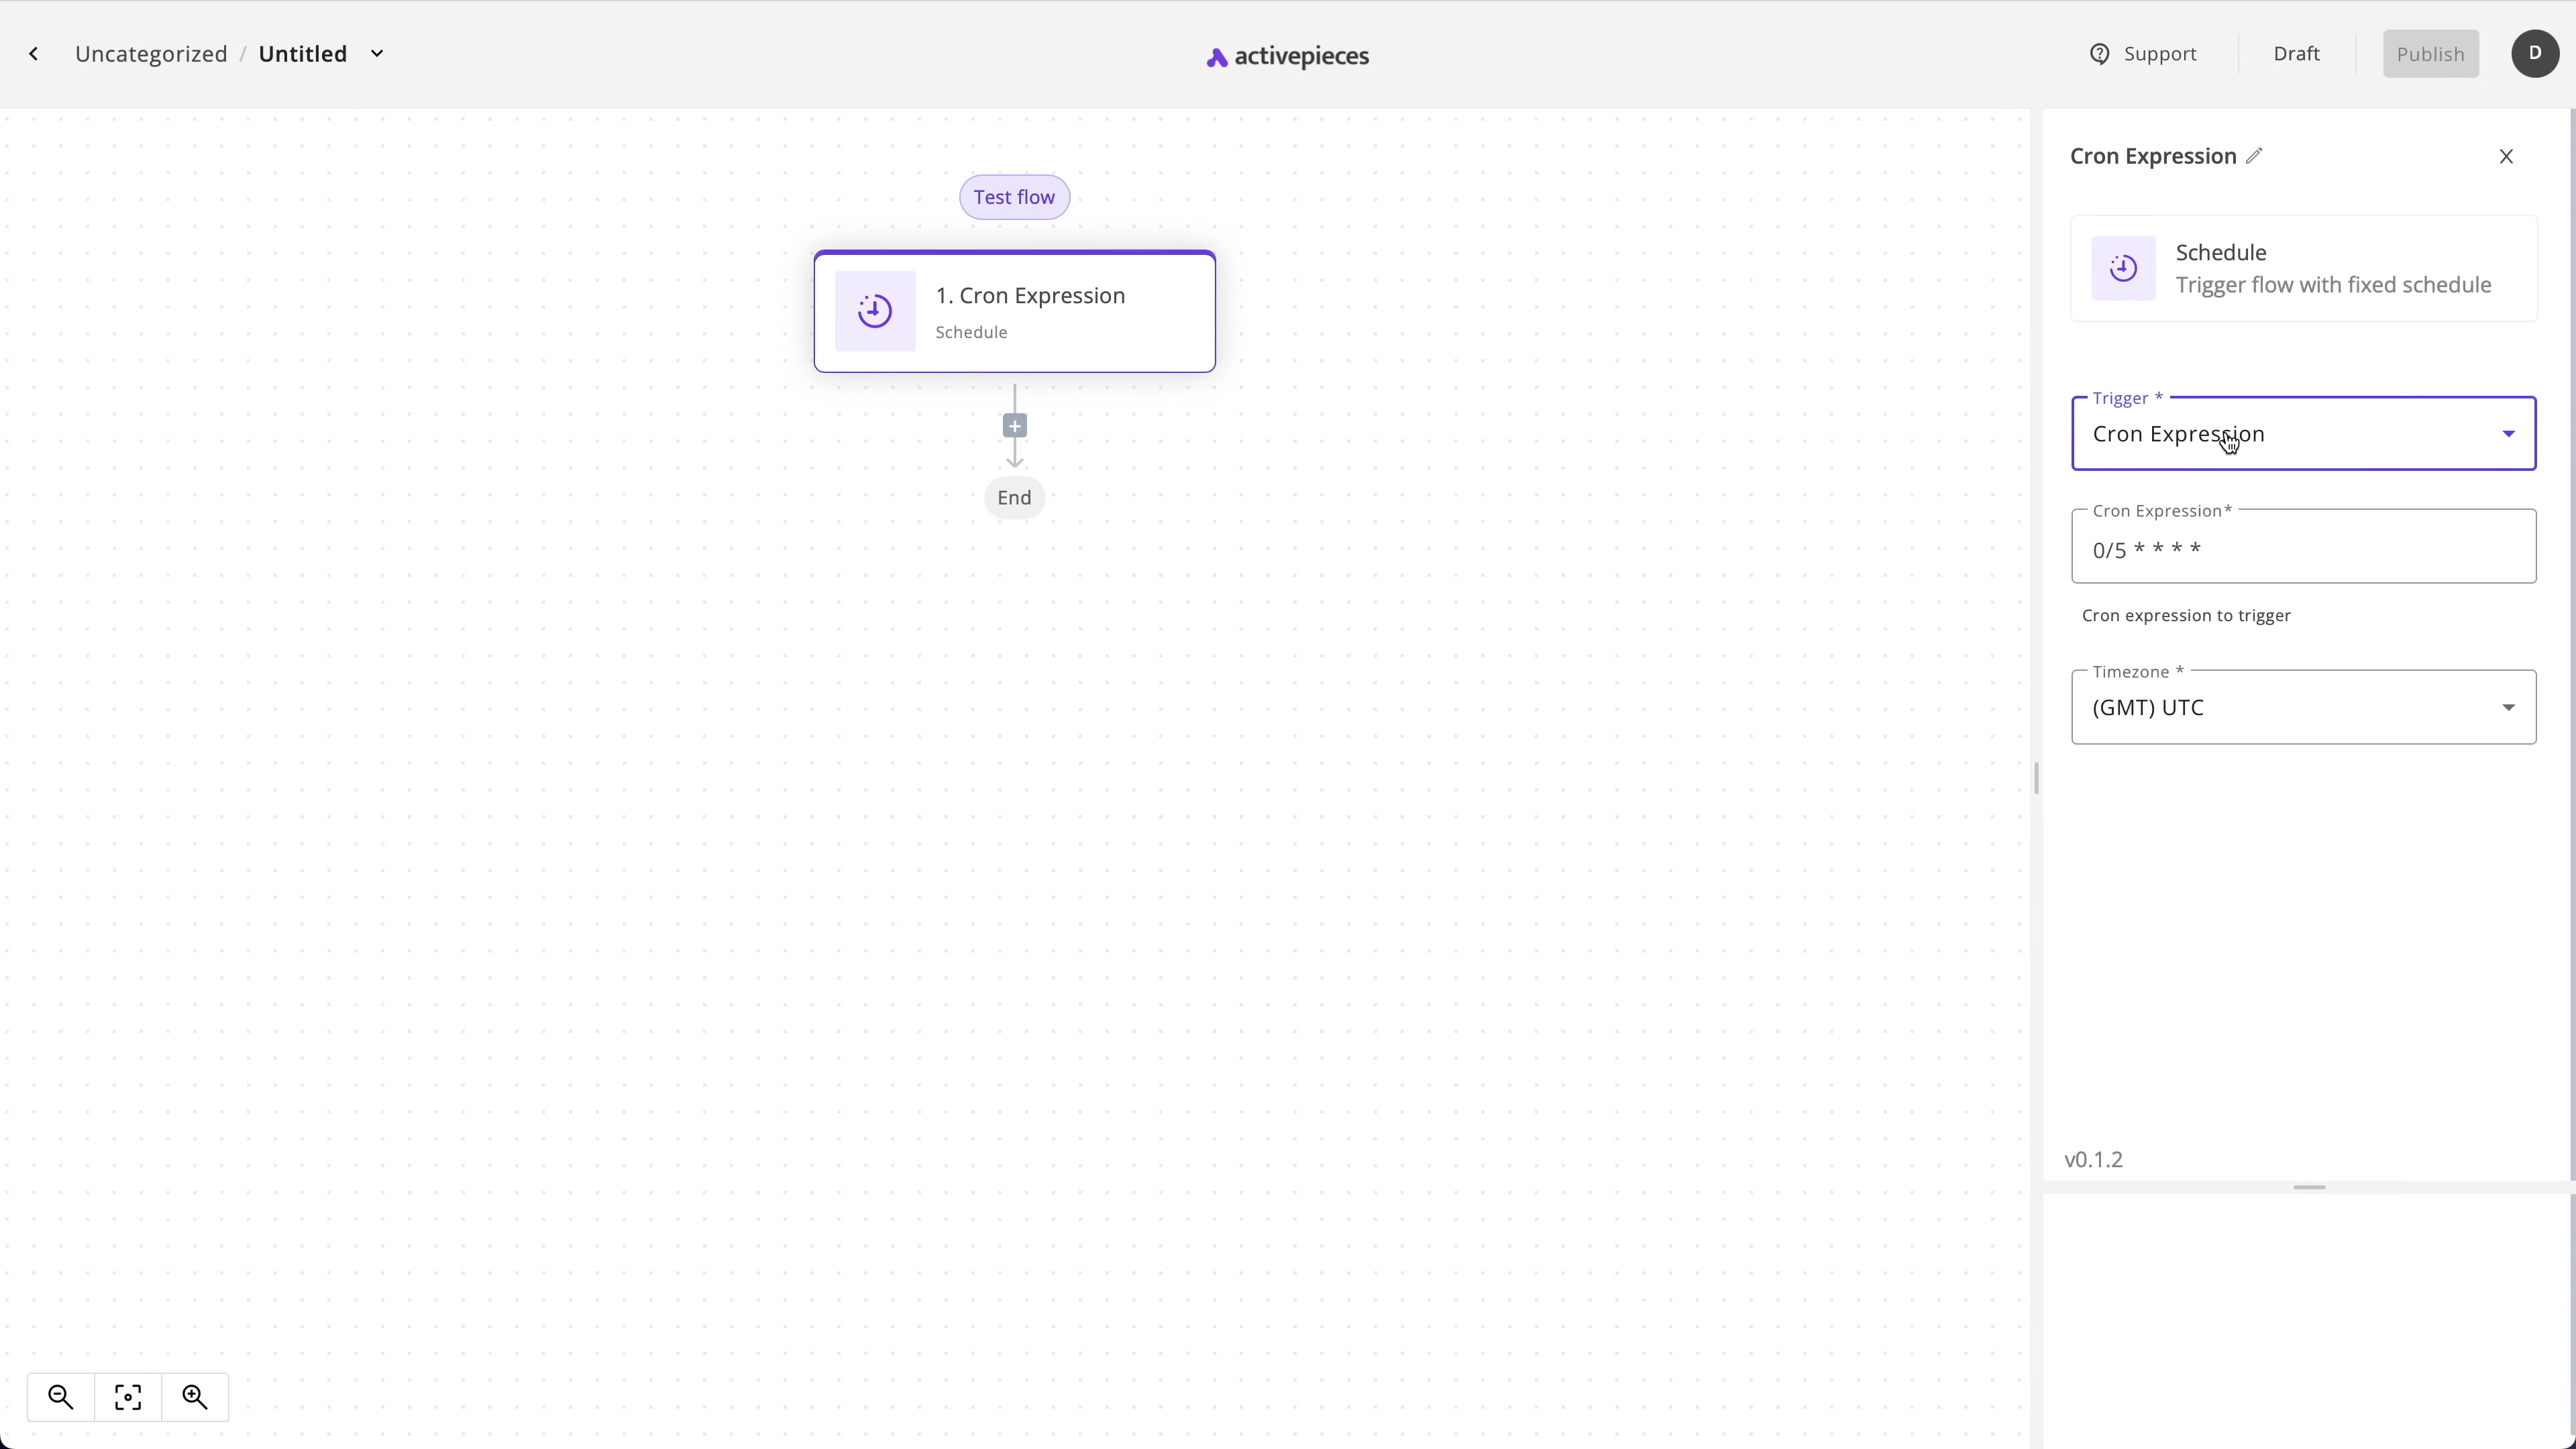 Uncategorized / Untitled
activepieces
Support
Draft
Publish
D
Test flow
1. Cron Expression
Schedule
End
Cron Expression
Schedule
Trigger flow with fixed schedule
Trigger *
Cron Expression
Cron Expression*
0/5 * * * *
Cron expression to trigger
Timezone *
(GMT) UTC
v0.1.2